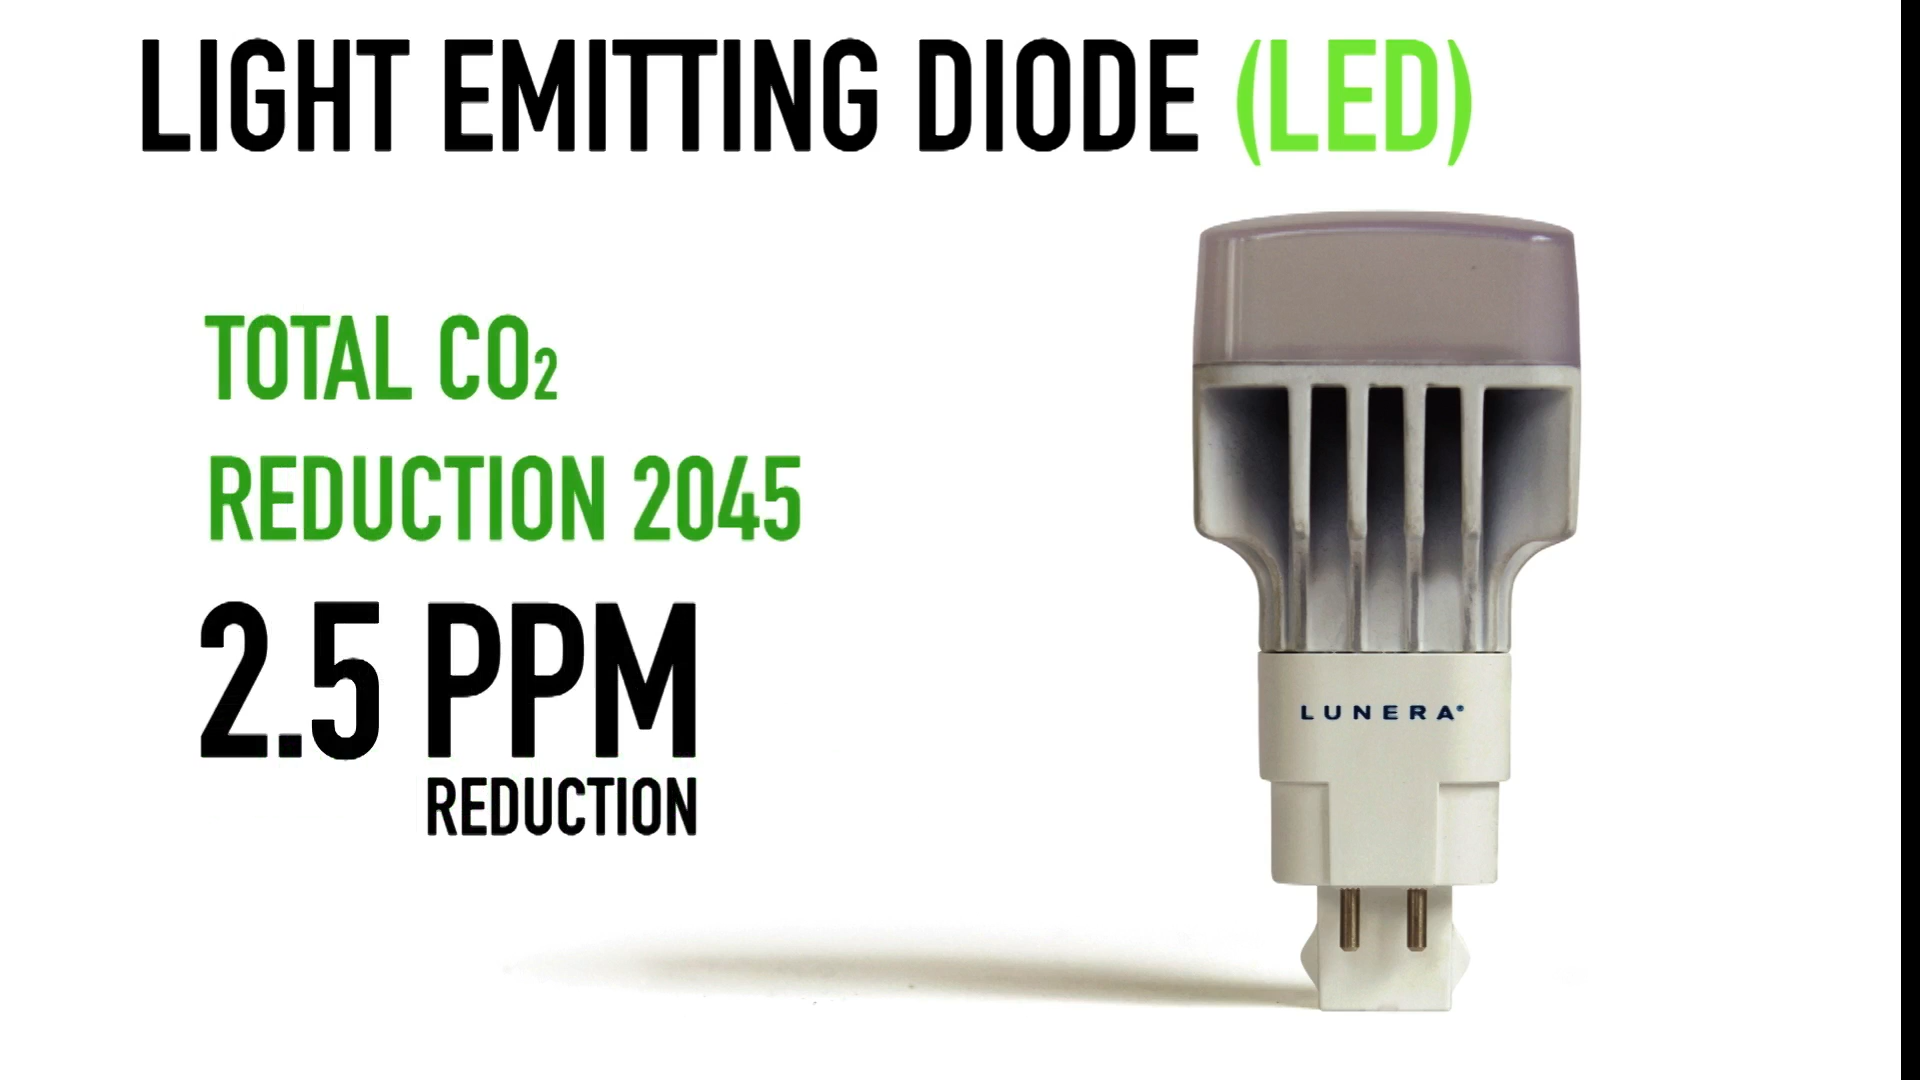 LIGHT EMITTING DIODE (LED)
TOTAL CO₂
REDUCTION 2045
2.5 PPM
REDUCTION
LUNERA®